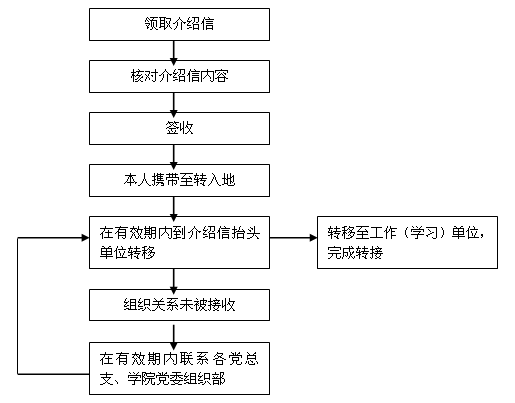 领取介绍信
核对介绍信内容
签收
本人携带至转入地
在有效期内到介绍信抬头
单位转移
转移至工作（学习）单位，
完成转接
组织关系未被接收
在有效期内联系各党总
支、学院党委组织部